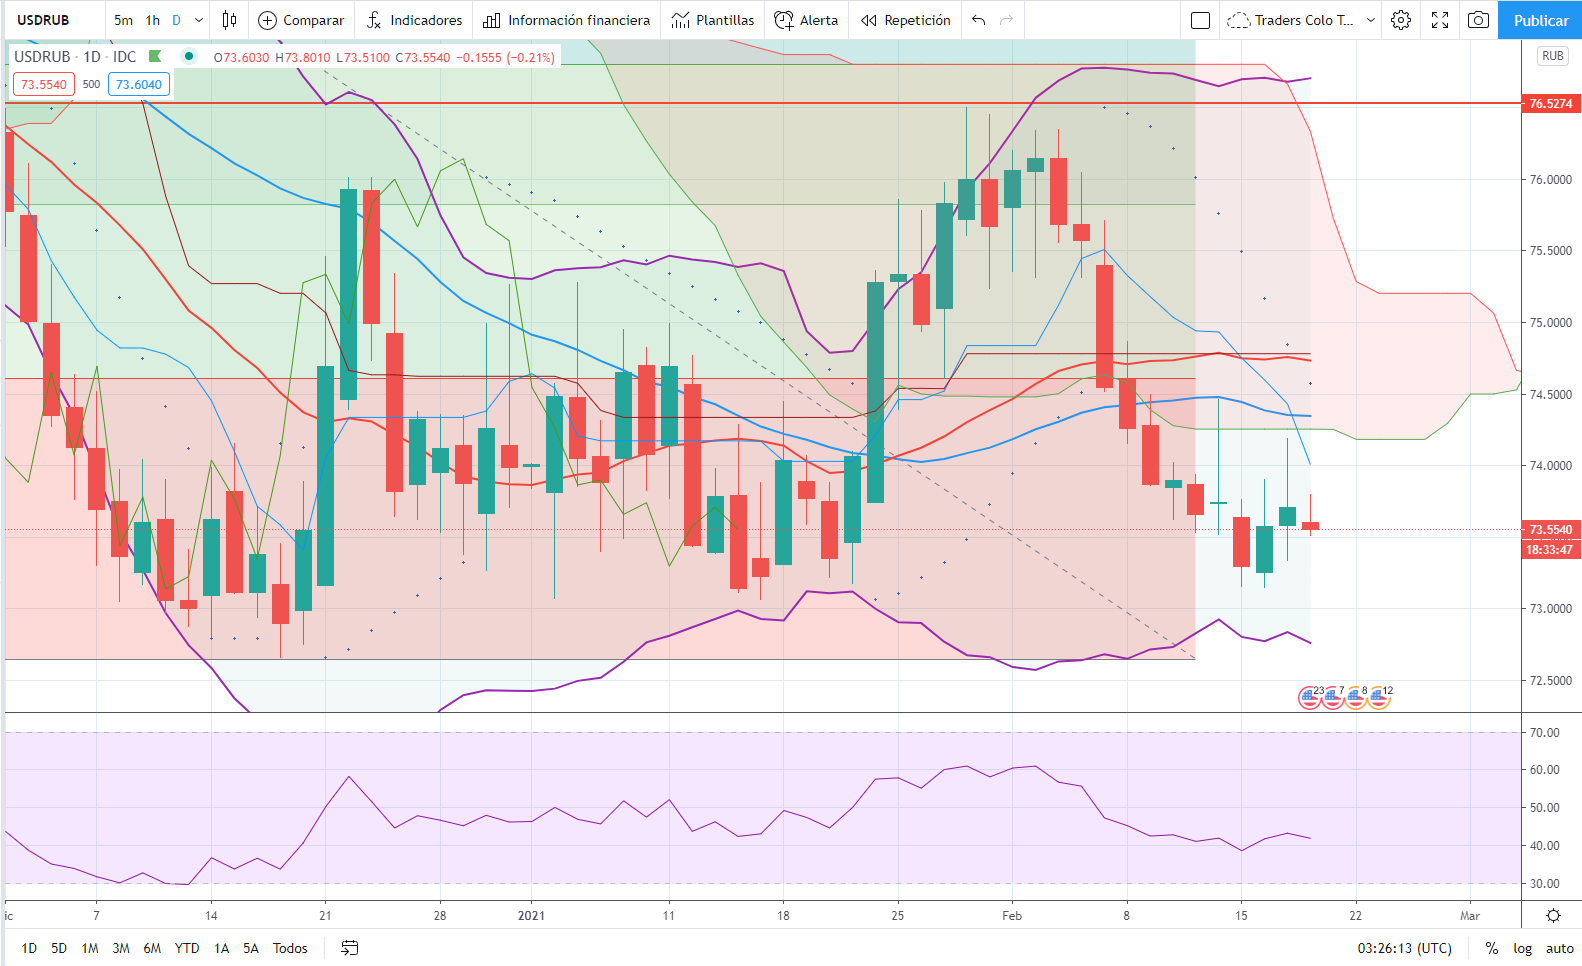 USDRUB 5m 1h D Comparar Indicadores Información financiera Plantillas Alerta Repetición Traders Colo T... Publicar
USDRUB · 1D · IDC O73.6030 H73.8010 L73.5100 C73.5540 −0.1555 (−0.21%)
RUB
73.5540 500 73.6040
76.5274
76.0000
75.5000
75.0000
74.5000
74.0000
73.5540
18:33:47
73.0000
72.5000
23 7 8 12
70.00
60.00
50.00
40.00
30.00
ic 7 14 21 28 2021 11 18 25 Feb 8 15 22 Mar
1D 5D 1M 3M 6M YTD 1A 5A Todos 03:26:13 (UTC) % log auto